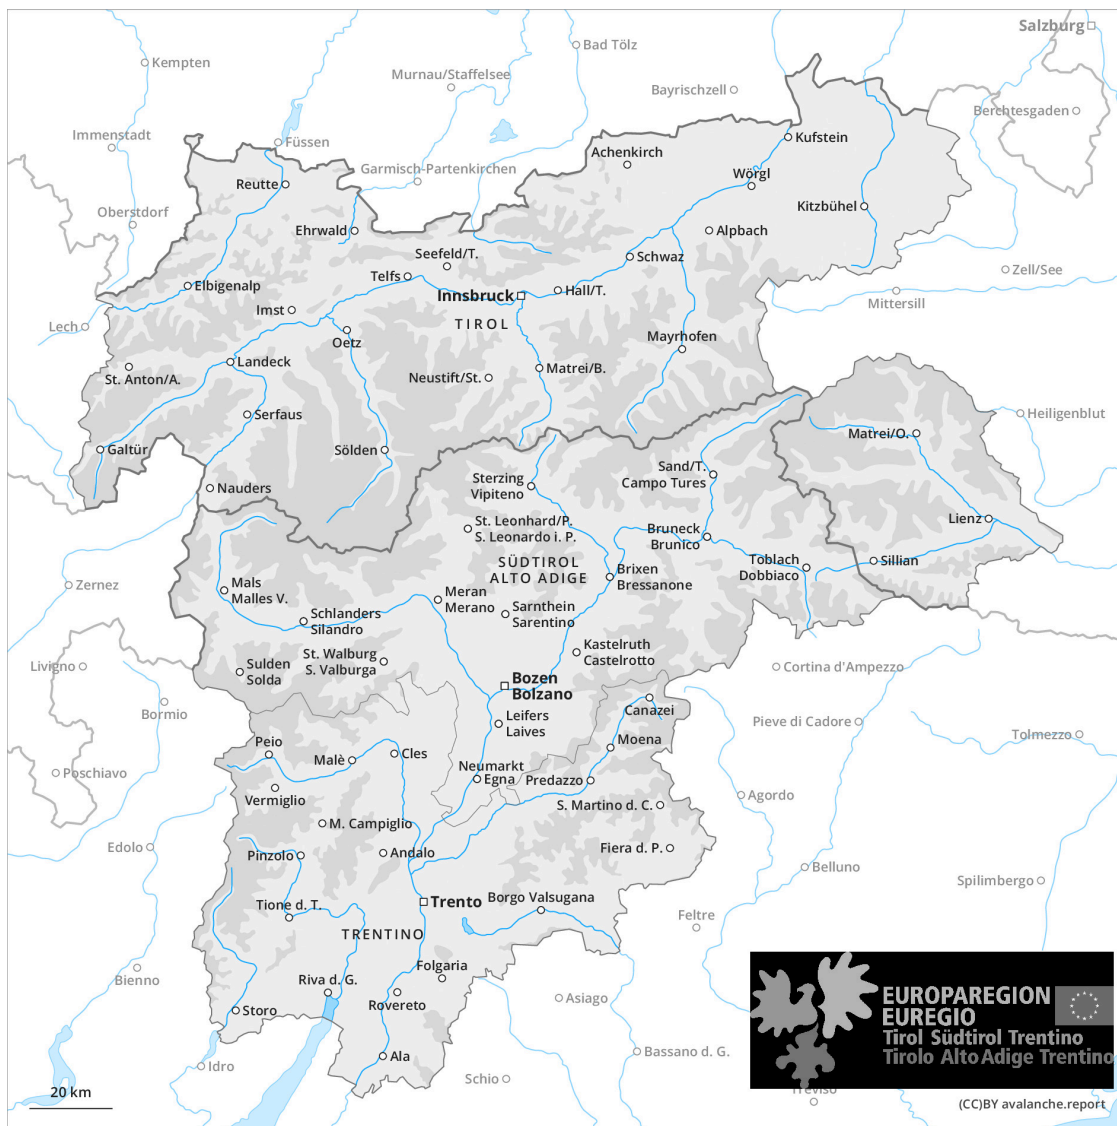 Salzburg
Kempten
Bad Tölz
Murnau/Staffelsee
Bayrischzell
Berchtesgaden
Immenstadt
Füssen
Kufstein
Achenkirch
Garmisch-Partenkirchen
Wörgl
Reutte
Kitzbühel
Oberstdorf
Ehrwald
Alpbach
Seefeld/T.
Schwaz
Zell/See
Telfs
Elbigenalp
Hall/T.
Innsbruck
Mittersill
Imst
Lech
TIROL
Oetz
Mayrhofen
Landeck
Matrei/B.
St. Anton/A.
Neustift/St.
Serfaus
Heiligenblut
Matrei/O.
Galtür
Sölden
Sand/T.
Campo Tures
Sterzing
Vipiteno
Nauders
Lienz
St. Leonhard/P.
S. Leonardo i. P.
Bruneck
Brunico
SÜDTIROL
ALTO ADIGE
Toblach
Dobbiaco
Sillian
Brixen
Bressanone
Zernez
Mals
Malles V.
Meran
Merano
Schlanders
Silandro
Sarnthein
Sarentino
Kastelruth
Castelrotto
St. Walburg
S. Valburga
Livigno
Sulden
Solda
Cortina d'Ampezzo
Bozen
Bolzano
Canazei
Bormio
Leifers
Laives
Pieve di Cadore
Tolmezzo
Moena
Peio
Malè
Cles
Neumarkt
Egna
Poschiavo
Predazzo
Vermiglio
Agordo
S. Martino d. C.
M. Campiglio
Edolo
Fiera d. P.
Pinzolo
Andalo
Belluno
Spilimbergo
Borgo Valsugana
Trento
Tione d. T.
Feltre
TRENTINO
Folgaria
Bienno
Riva d. G.
Rovereto
Asiago
EUROPAREGION
EUREGIO
Tirol Südtirol Trentino
Tirolo Alto Adige Trentino
Storo
Ala
Bassano d. G.
Idro
Schio
20 km
Treviso
(CC)BY avalanche.report